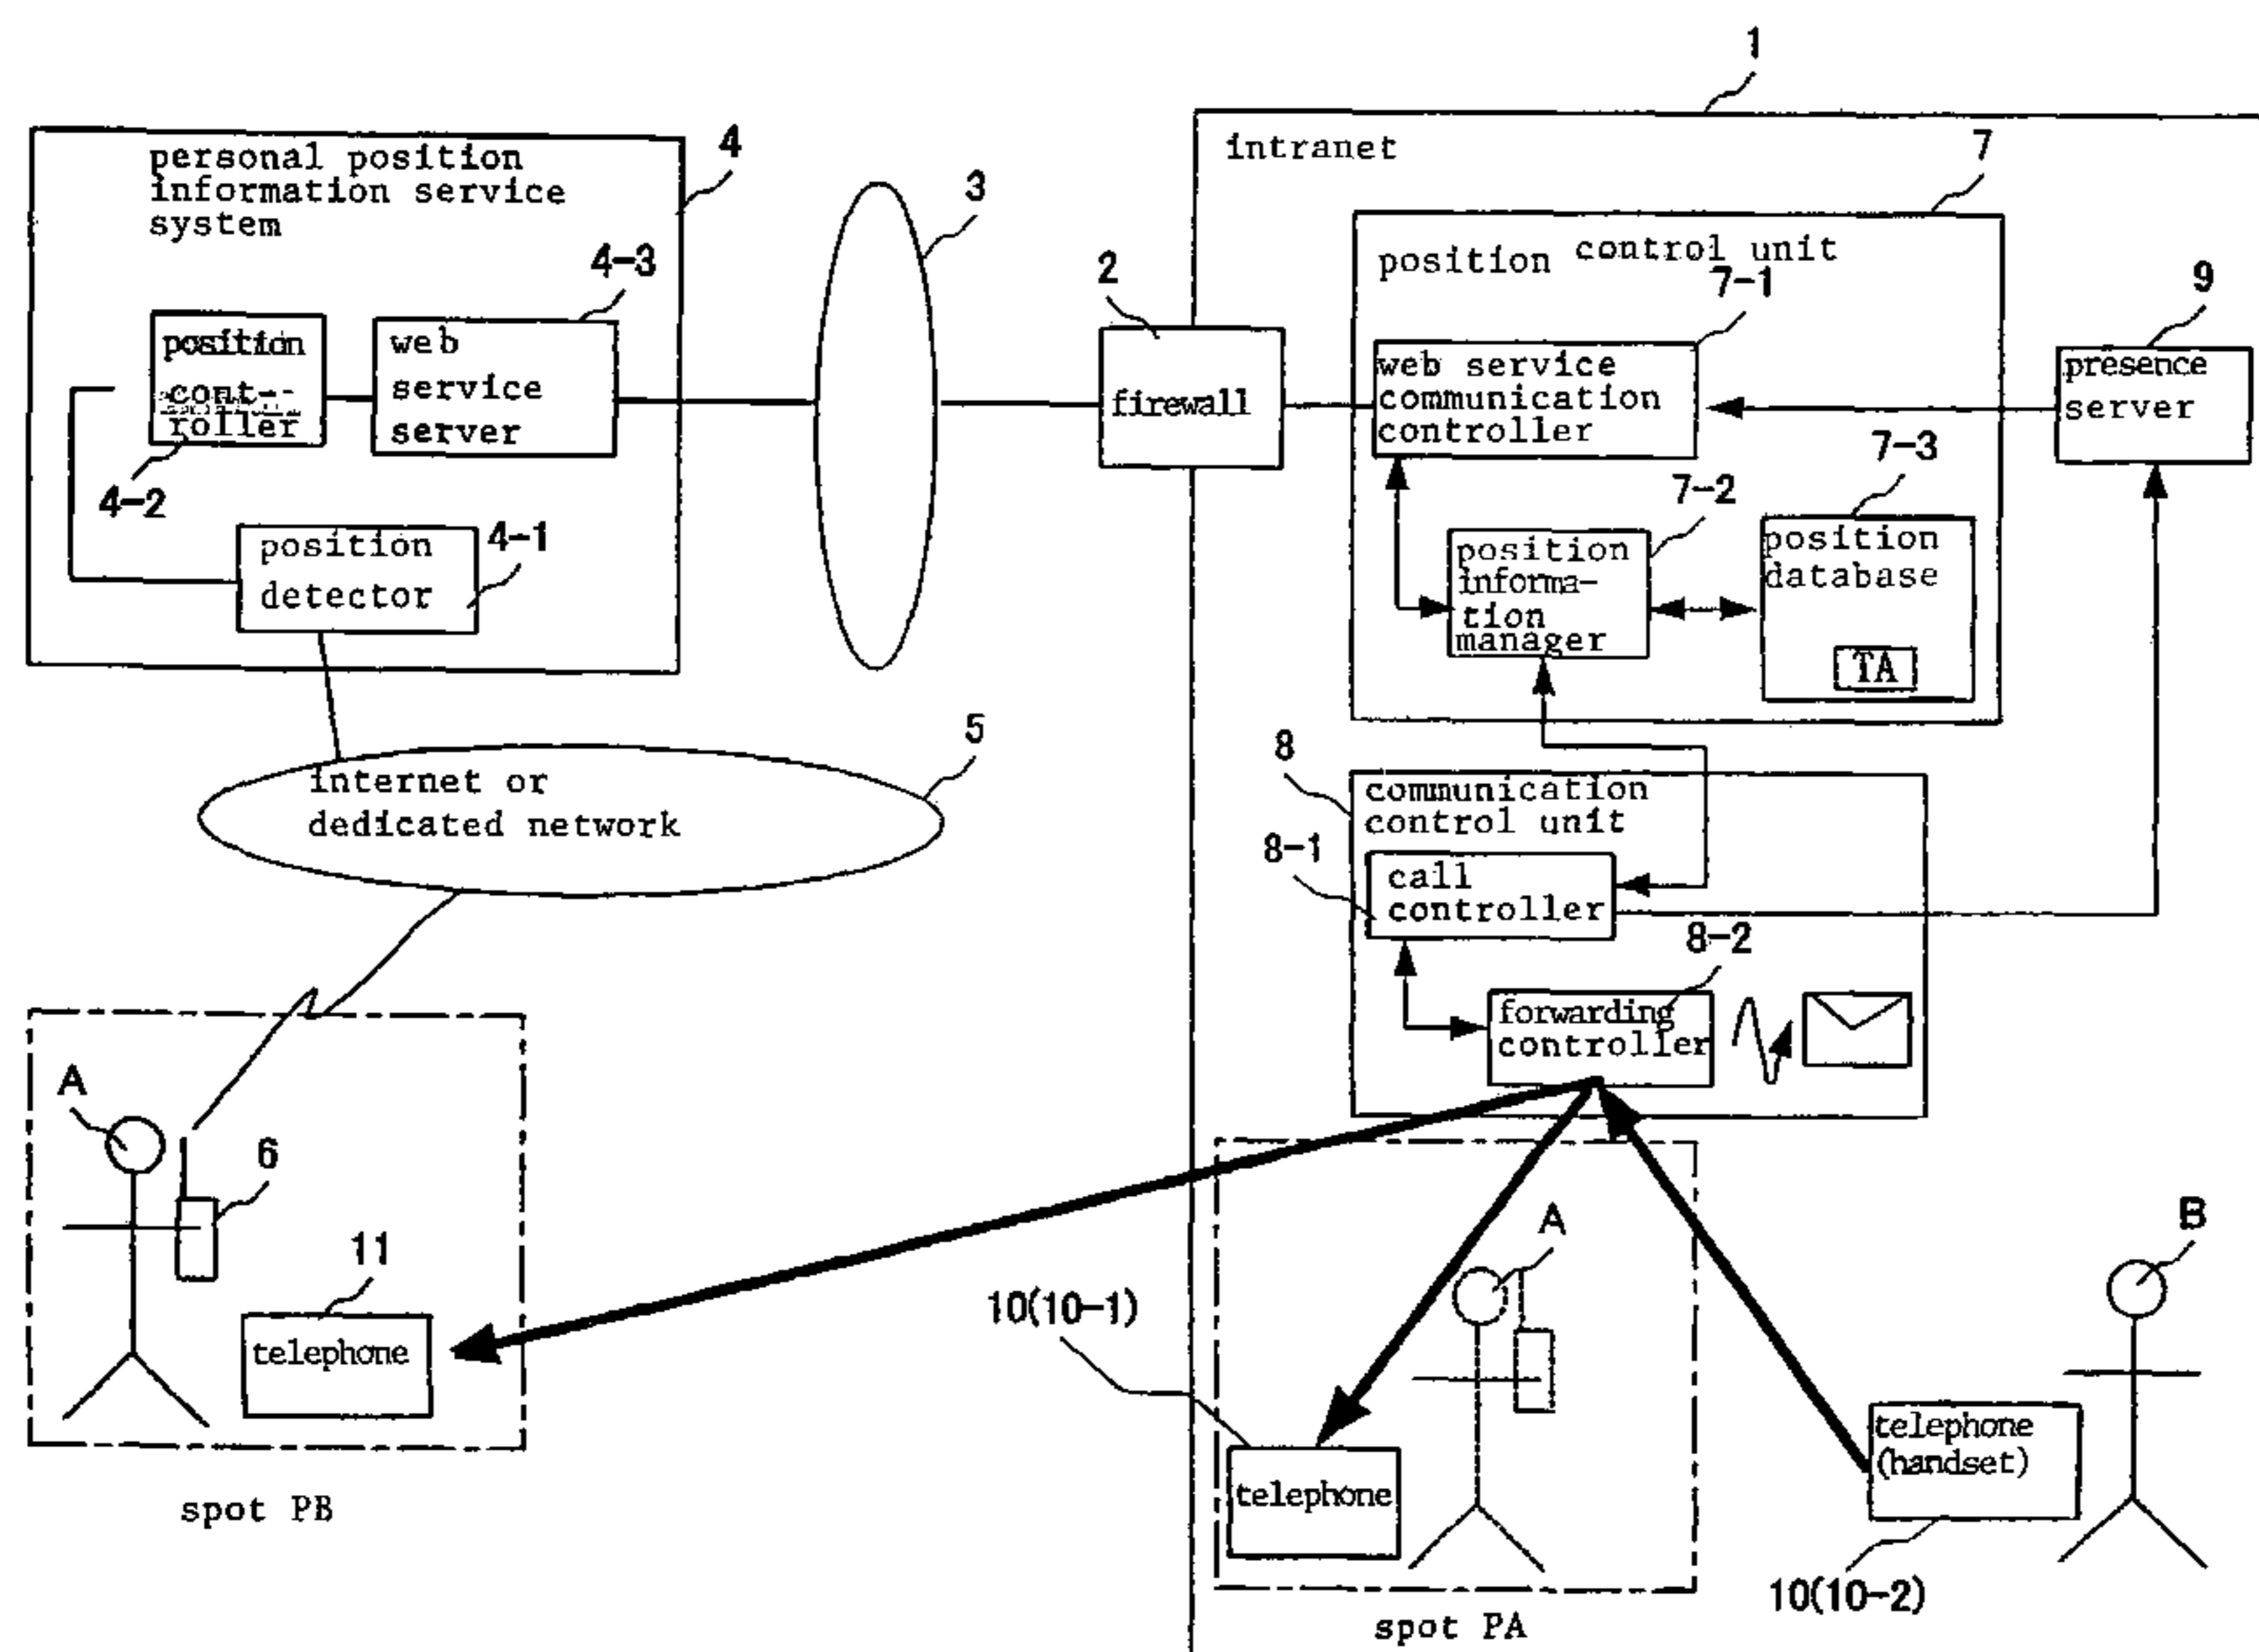 1
intranet
personal position
information service
system
4
4-3
position
cont-
roller
web
service
server
4-2
position
detector
4-1
3
2
firewall
7
position control unit
7-1
web service
communication
controller
9
presence
server
7-2
7-3
position
informa-
tion
manager
position
database
TA
5
internet or
dedicated network
8
communication
control unit
8-1
call
controller
8-2
forwarding
controller
A
6
11
telephone
spot PB
A
10(10-1)
telephone
spot PA
B
telephone
(handset)
10(10-2)